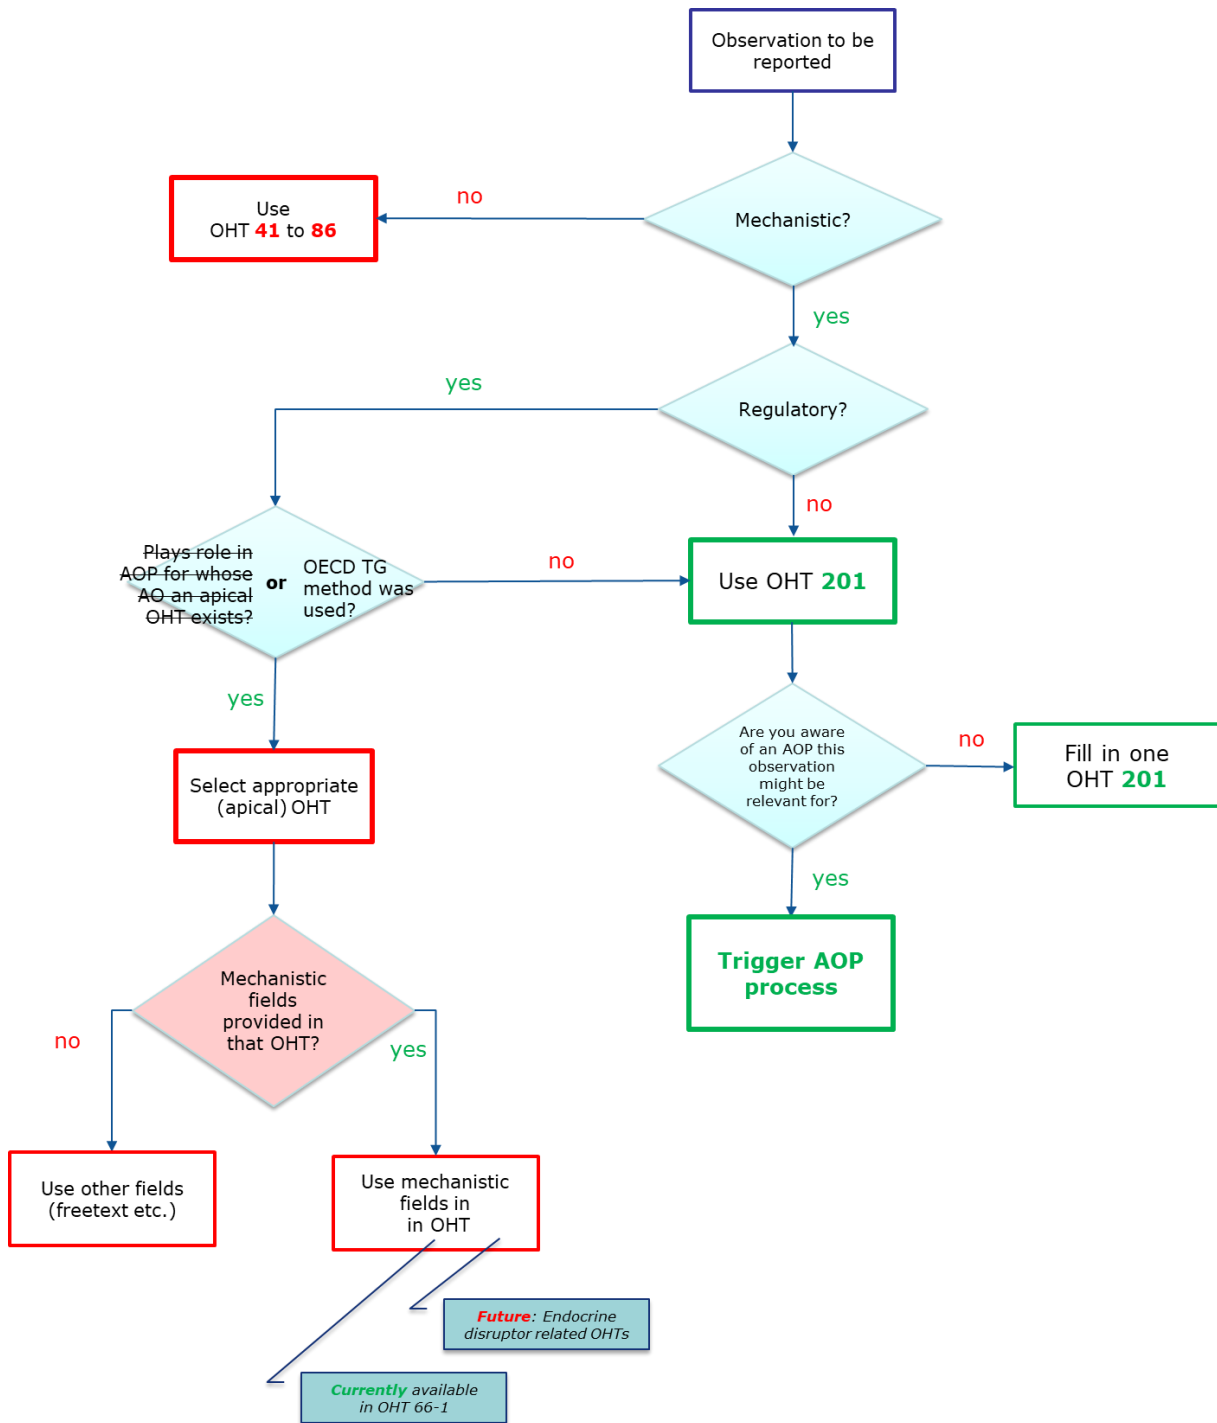 Observation to be
reported
Mechanistic?
no
Use
OHT 41 to 86
yes
Regulatory?
yes
no
Plays role in
AOP for whose
AO an apical
OHT exists?
or
OECD TG
method was
used?
no
Use OHT 201
yes
Select appropriate
(apical) OHT
Are you aware
of an AOP this
observation
might be
relevant for?
no
Fill in one
OHT 201
yes
Trigger AOP
process
Mechanistic
fields
provided in
that OHT?
no
yes
Use other fields
(freetext etc.)
Use mechanistic
fields in
in OHT
Future: Endocrine
disruptor related OHTs
Currently available
in OHT 66-1